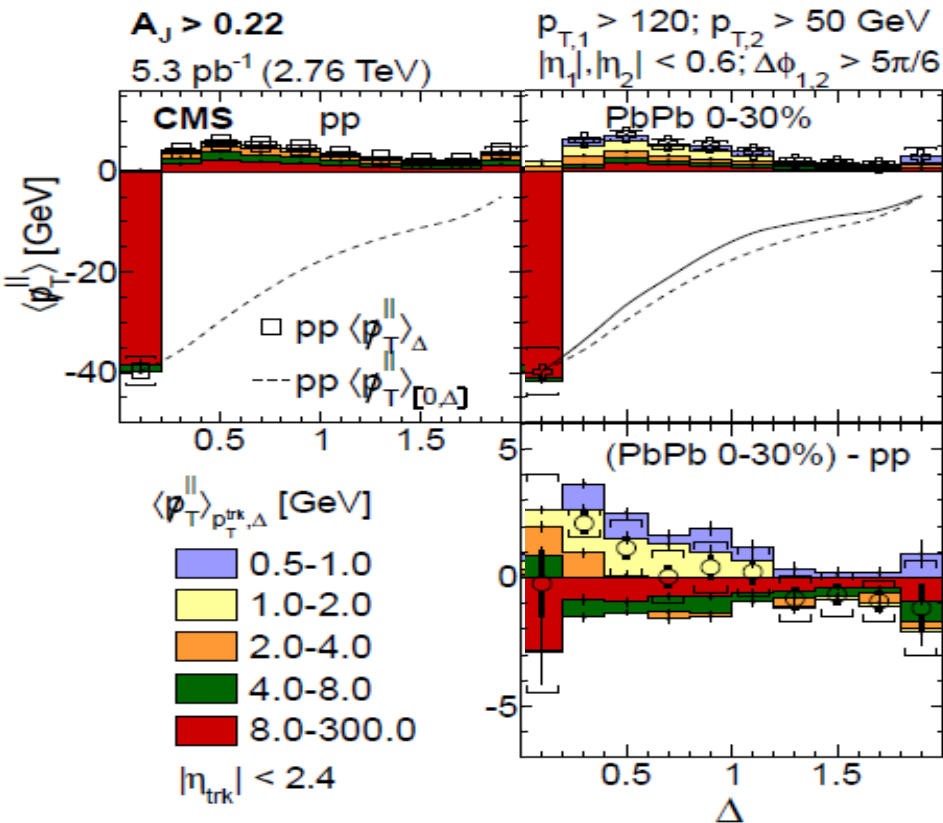 A_J > 0.22
5.3 pb⁻¹ (2.76 TeV)
p_T,1 > 120; p_T,2 > 50 GeV
|η₁|,|η₂| < 0.6; Δϕ₁,₂ > 5π/6
CMS pp
PbPb 0-30%
⟨p̸_T^||⟩ [GeV]
0
-20
-40
pp ⟨p̸_T^||⟩_Δ
pp ⟨p̸_T^||⟩_[0,Δ]
0.5 1 1.5
(PbPb 0-30%) - pp
5
0
-5
0.5 1 1.5
Δ
⟨p̸_T^||⟩_p_T^trk,Δ [GeV]
0.5-1.0
1.0-2.0
2.0-4.0
4.0-8.0
8.0-300.0
|η_trk| < 2.4